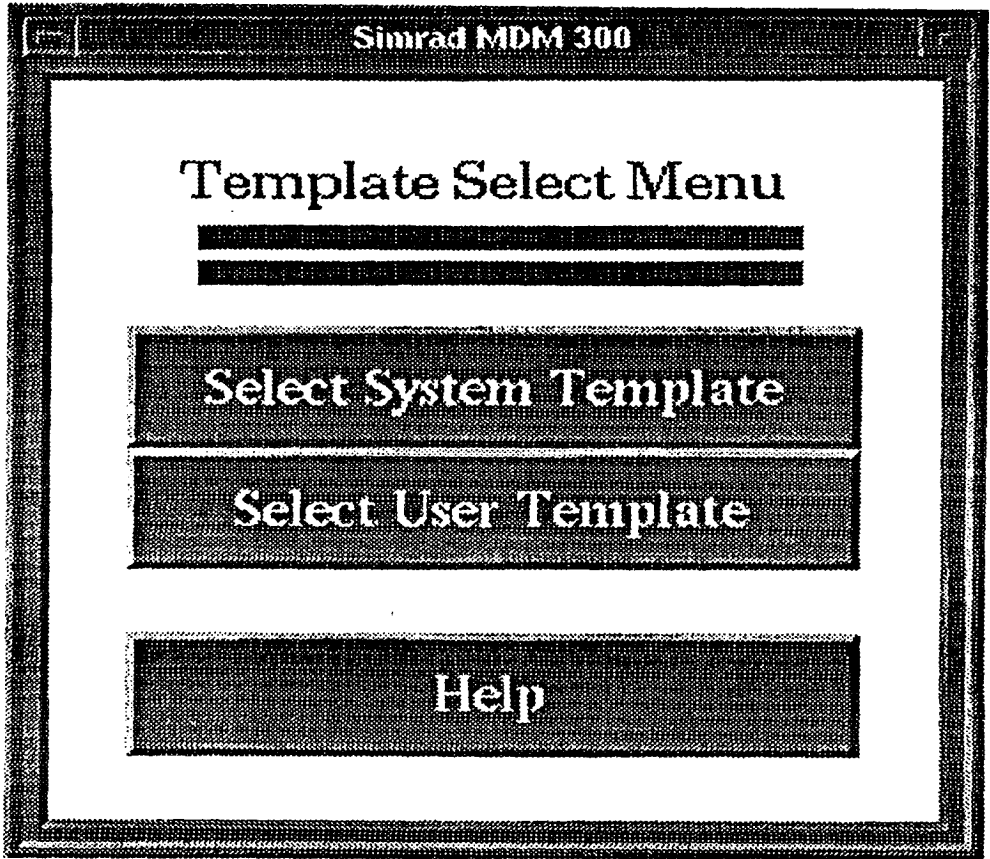 Simrad MDM 300
Template Select Menu
Select System Template
Select User Template
Help